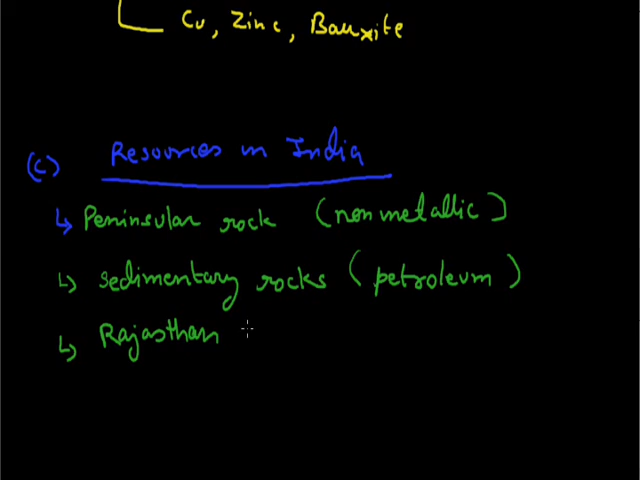 Cu, Zinc, Bauxite
(C) Resources in India
↳ Peninsular rock (nonmetallic)
↳ Sedimentary rocks (petroleum)
↳ Rajasthan